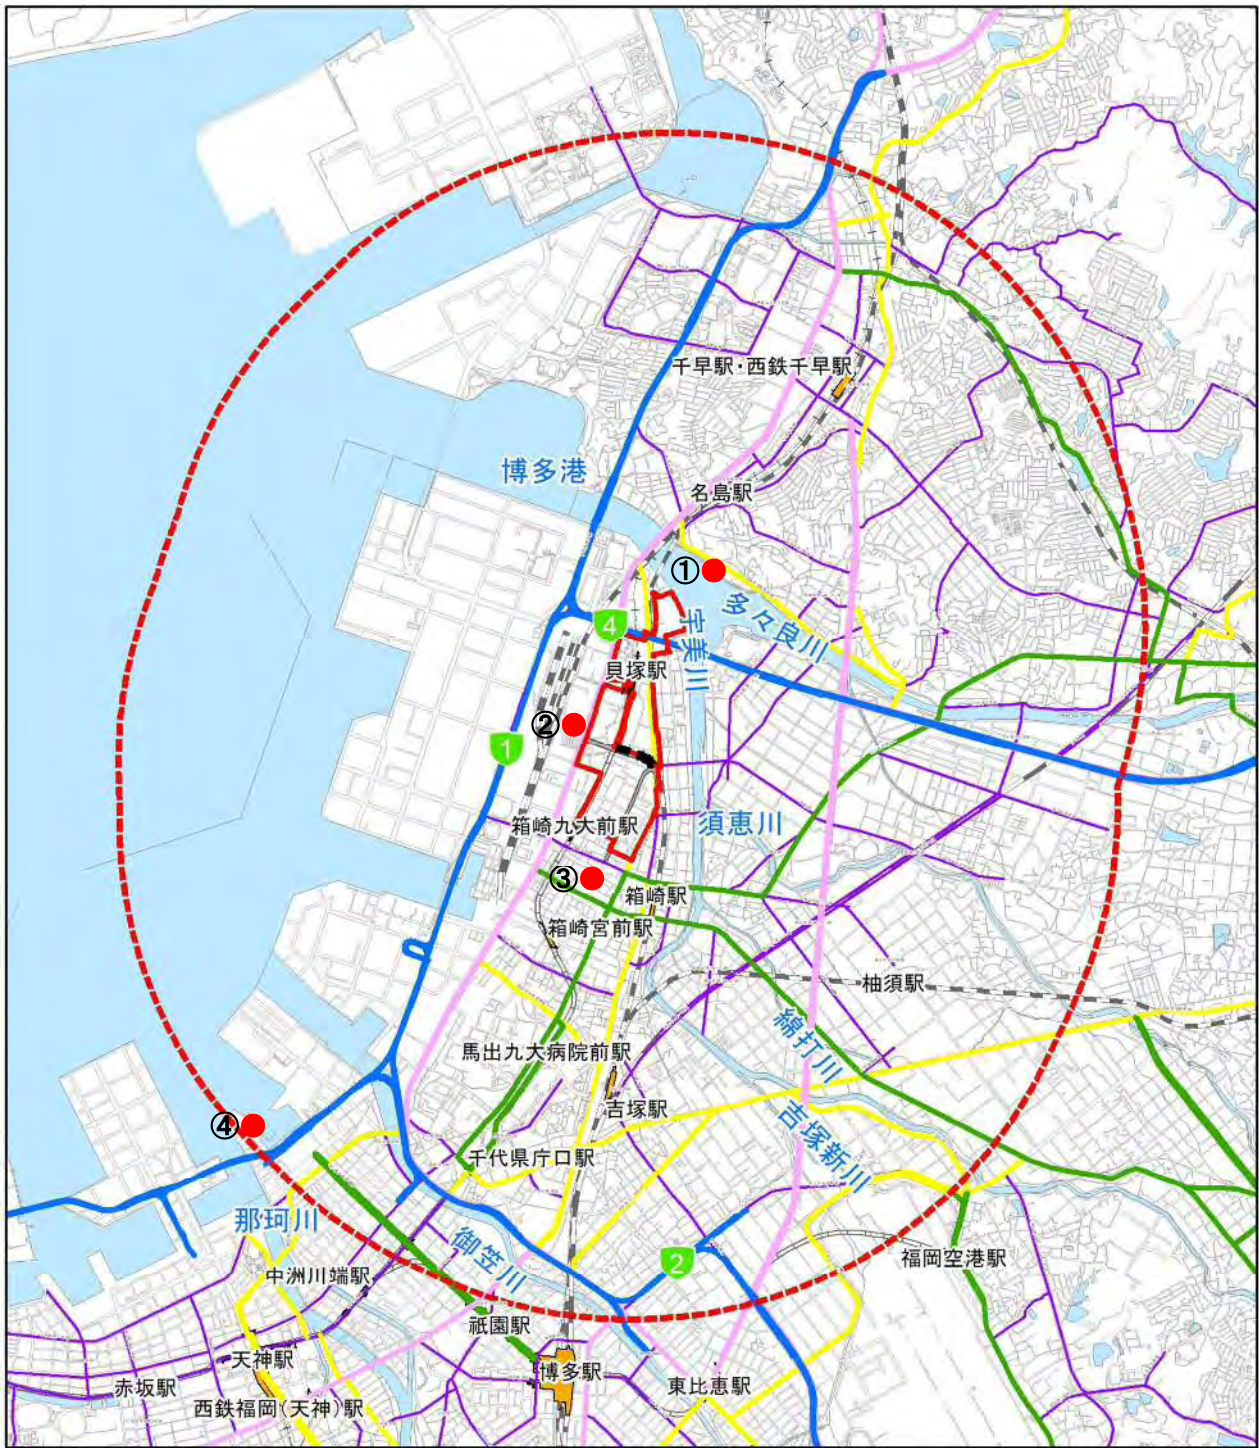 千早駅・西鉄千早駅
博多港
名島駅
①
多々良川
宇美川
4
貝塚駅
②
1
箱崎九大前駅
須恵川
③
箱崎駅
箱崎宮前駅
柚須駅
綿打川
馬出九大病院前駅
吉塚駅
吉塚新川
④
千代県庁口駅
那珂川
御笠川
2
福岡空港駅
中洲川端駅
祇園駅
天神駅
博多駅
赤坂駅
東比恵駅
西鉄福岡(天神)駅